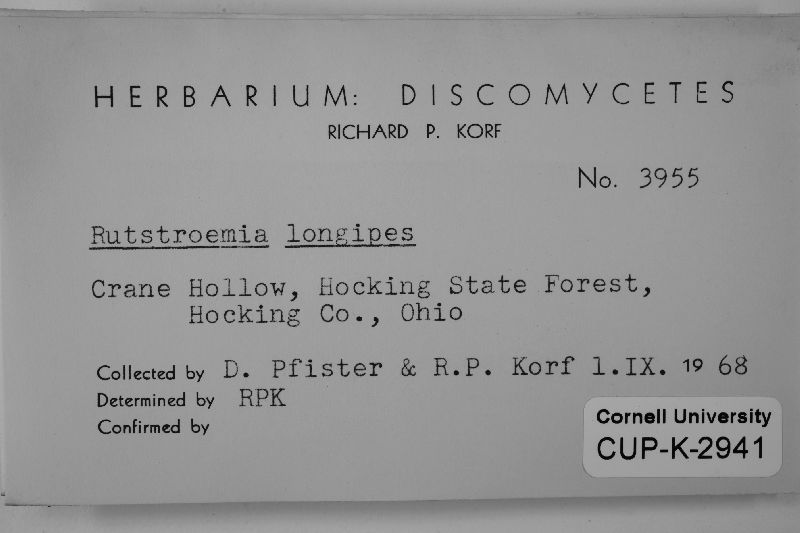 HERBARIUM: DISCOMYCETES
RICHARD P. KORF
No. 3955
Rutstroemia longipes
Crane Hollow, Hocking State Forest,
Hocking Co., Ohio
Collected by D. Pfister & R.P. Korf 1.IX. 19 68
Determined by RPK
Confirmed by
Cornell University
CUP-K-2941